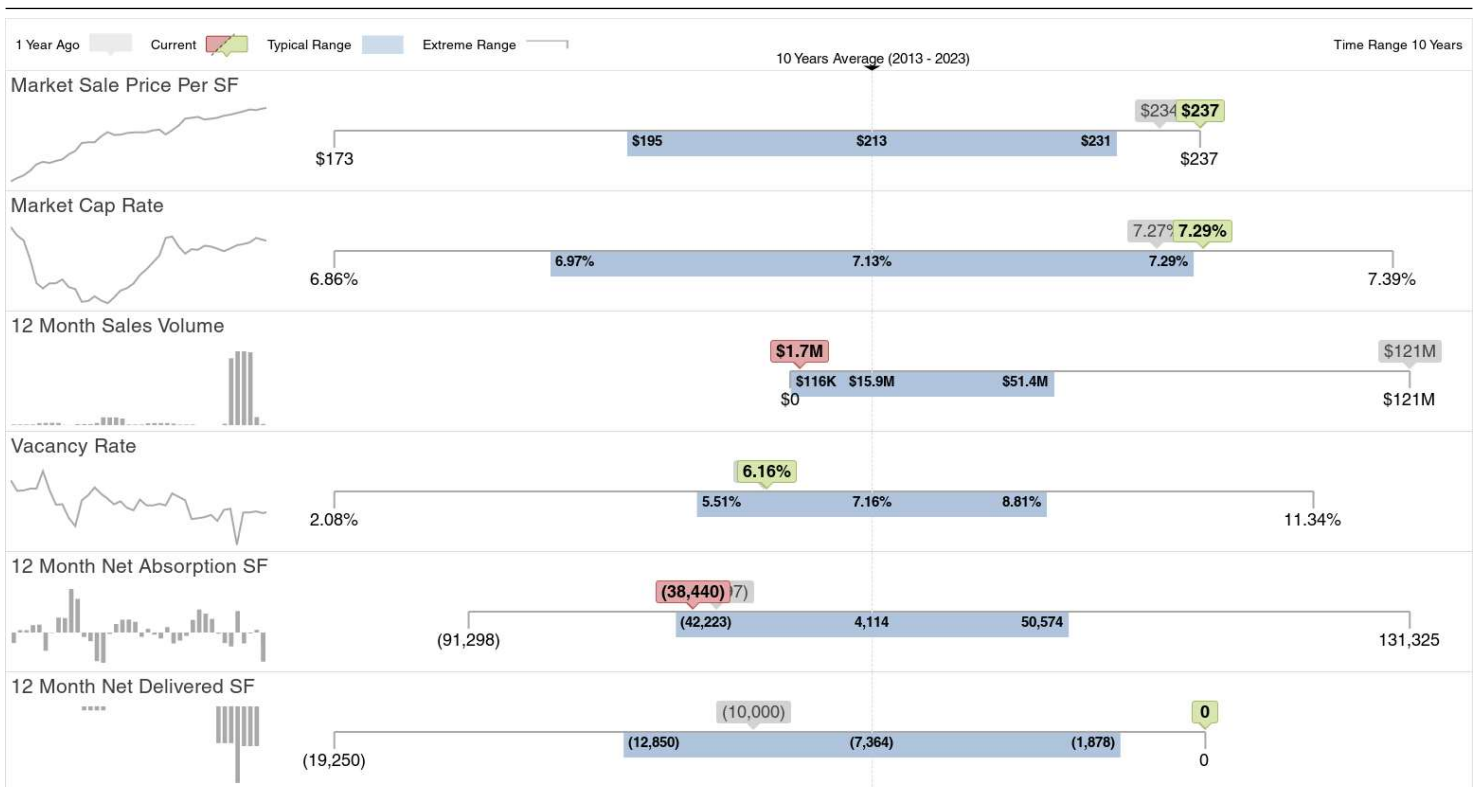 1 Year Ago Current Typical Range Extreme Range Time Range 10 Years
10 Years Average (2013 - 2023)
Market Sale Price Per SF
$234 $237
$195 $213 $231
$173 $237
Market Cap Rate
7.27% 7.29%
6.97% 7.13% 7.29%
6.86% 7.39%
12 Month Sales Volume
$1.7M $121M
$116K $15.9M $51.4M
$0 $121M
Vacancy Rate
6.16%
5.51% 7.16% 8.81%
2.08% 11.34%
12 Month Net Absorption SF
(38,440) 97)
(42,223) 4,114 50,574
(91,298) 131,325
12 Month Net Delivered SF
(10,000) 0
(12,850) (7,364) (1,878)
(19,250) 0